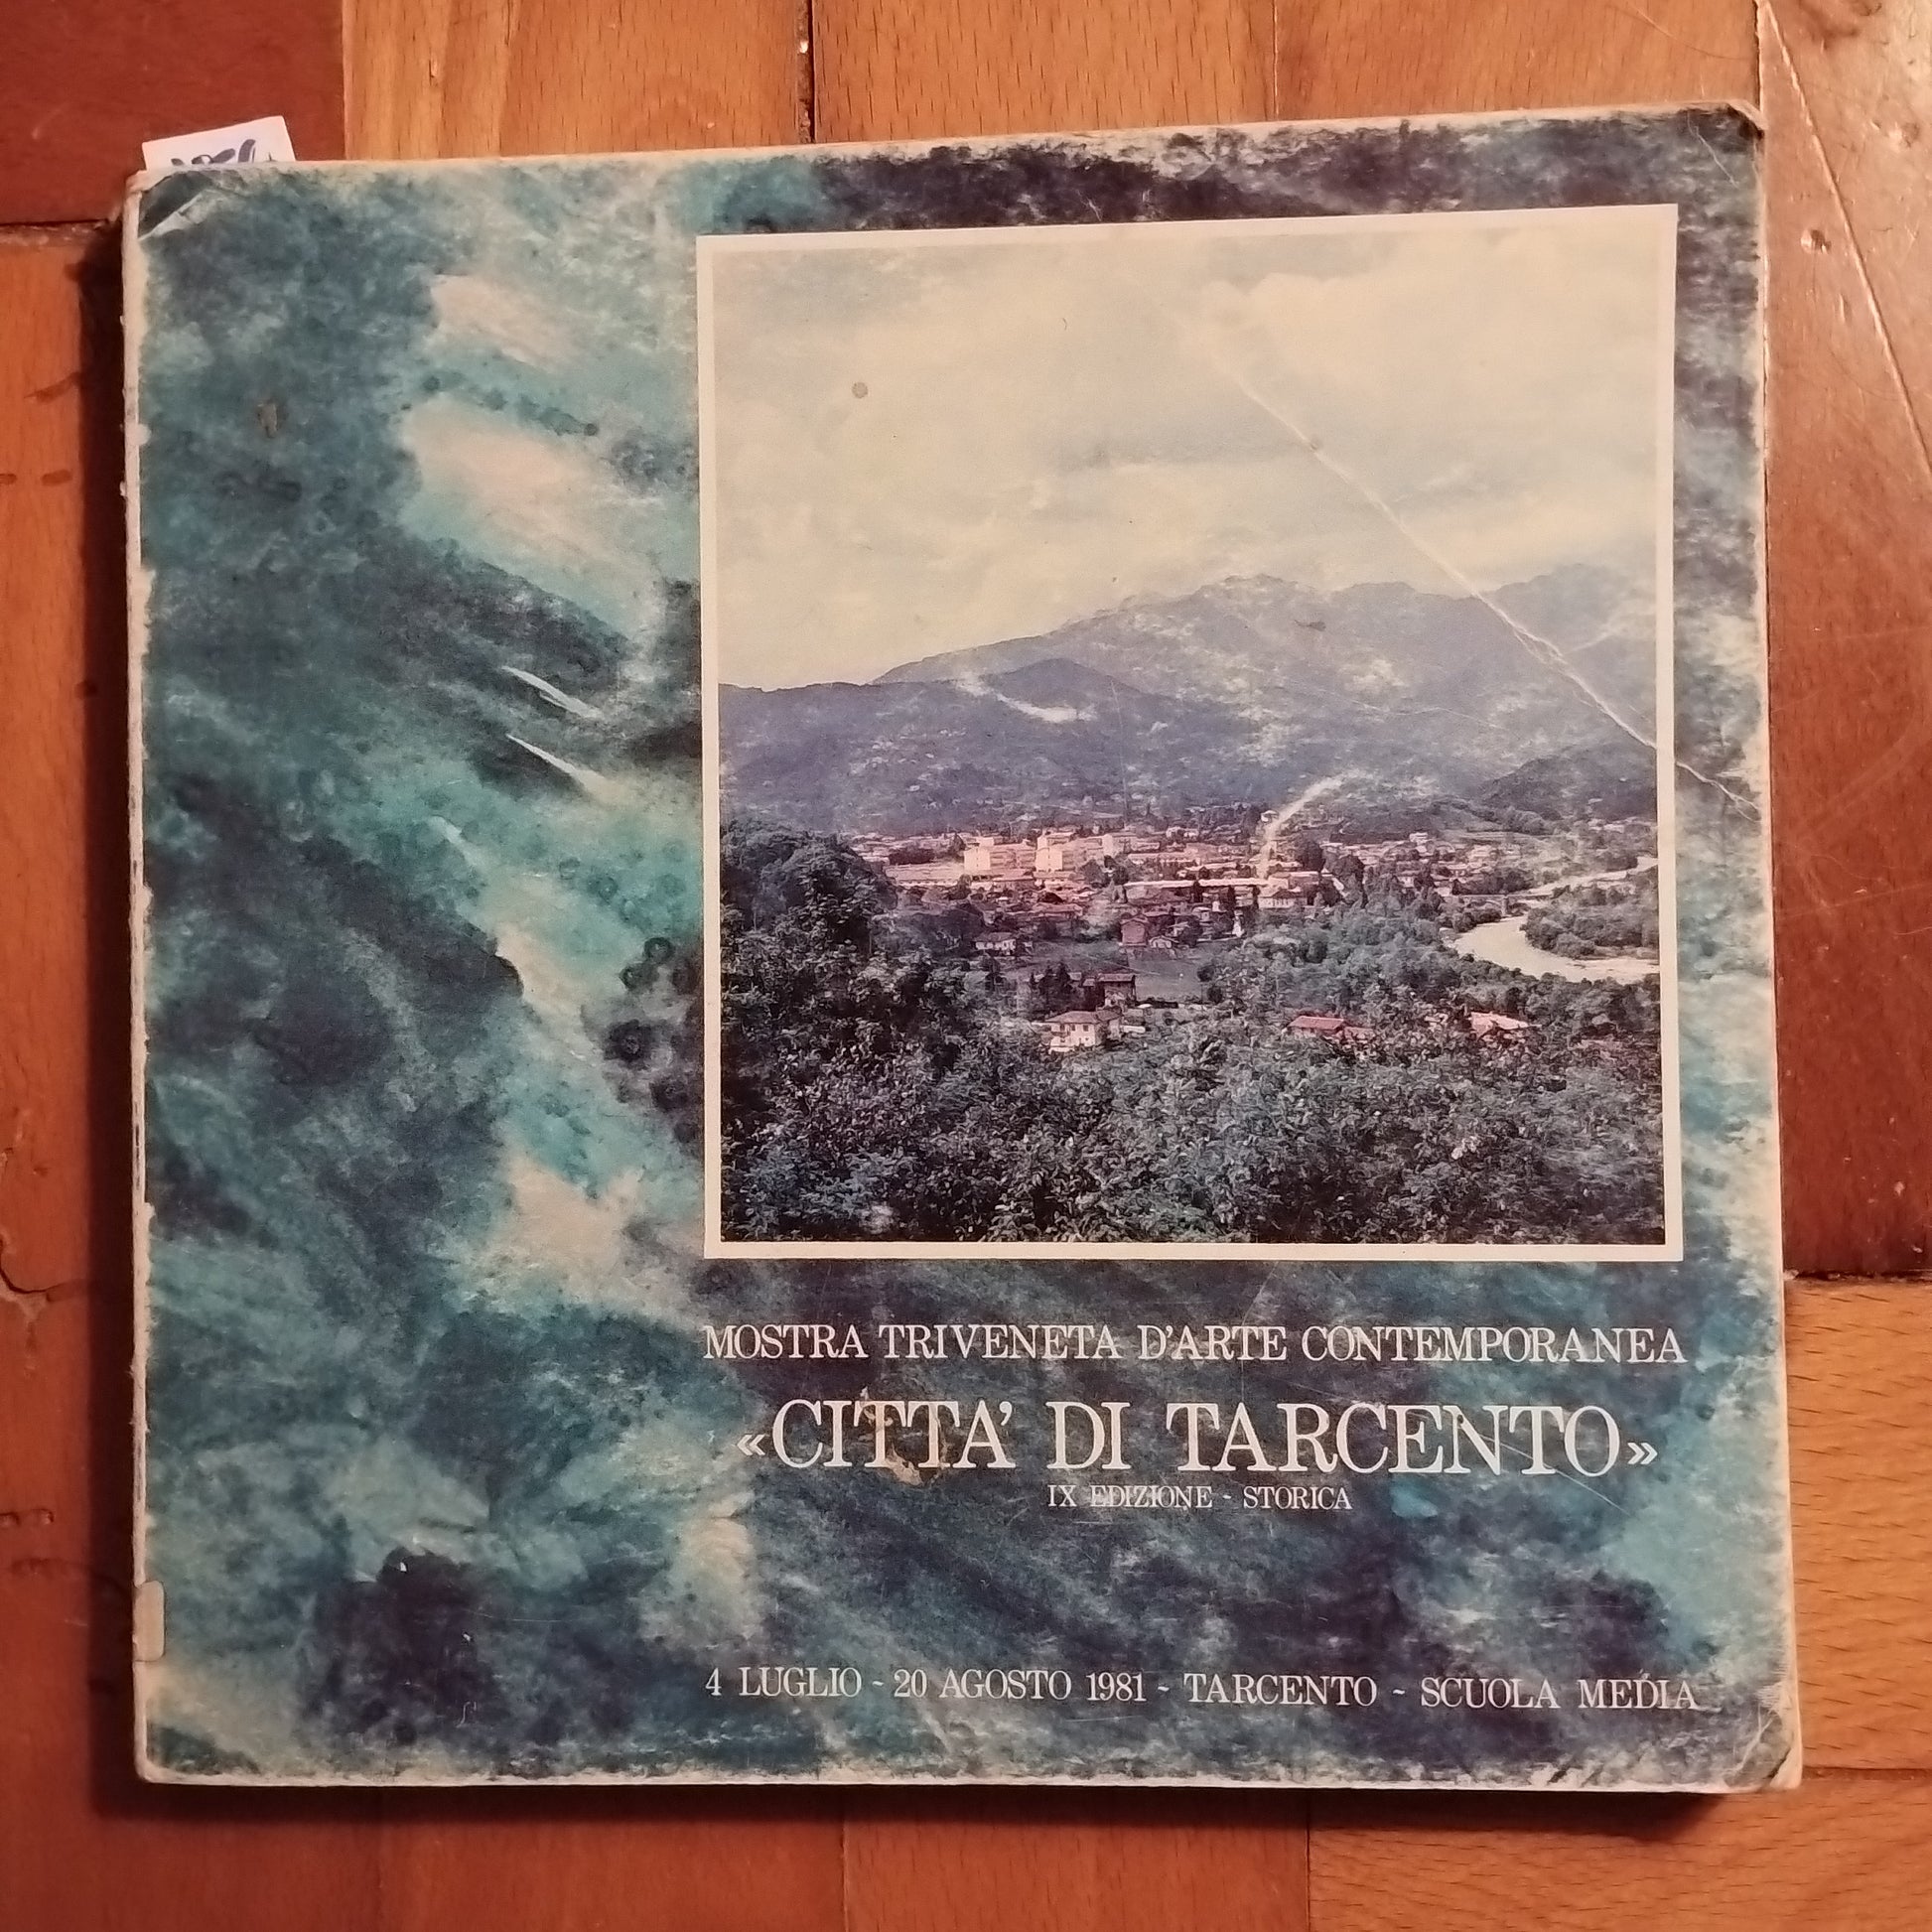 MOSTRA TRIVENETA D'ARTE CONTEMPORANEA
«CITTA' DI TARCENTO»
IX EDIZIONE - STORICA
4 LUGLIO - 20 AGOSTO 1981 - TARCENTO - SCUOLA MEDIA